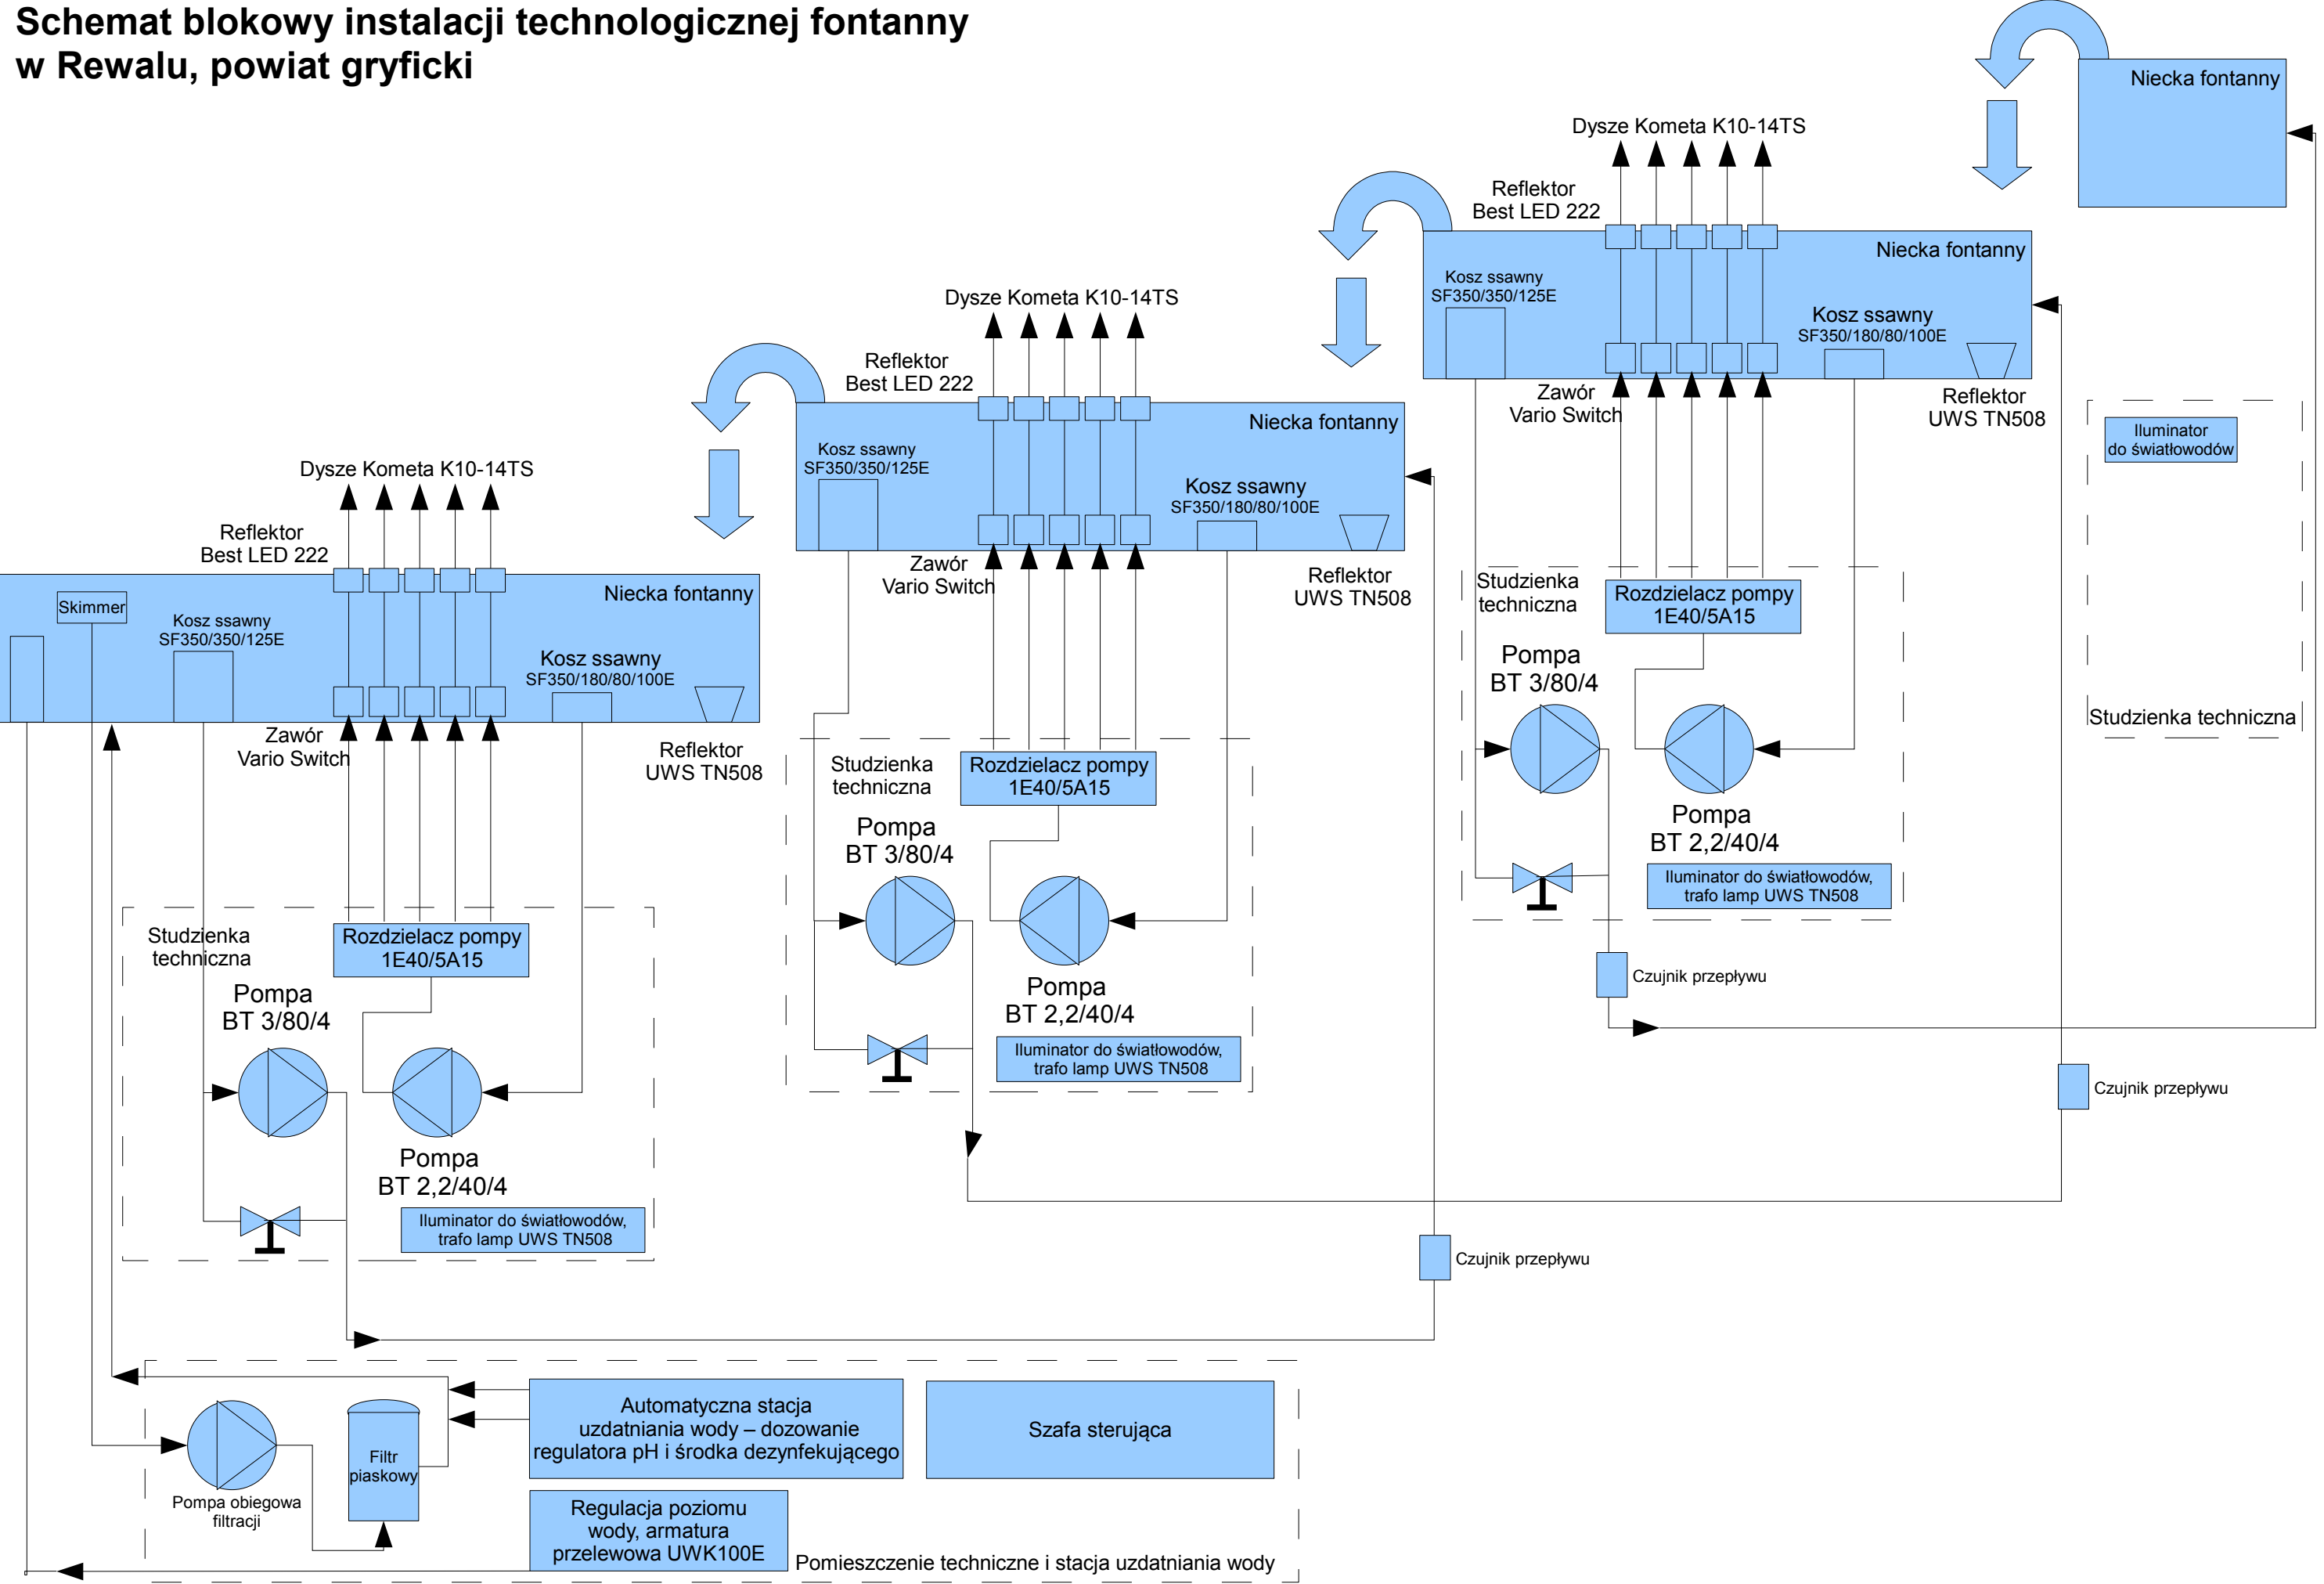 Schemat blokowy instalacji technologicznej fontanny
w Rewalu, powiat gryficki
Niecka fontanny
Dysze Kometa K10-14TS
Reflektor
Best LED 222
Niecka fontanny
Kosz ssawny
SF350/350/125E
Kosz ssawny
SF350/180/80/100E
Zawór
Vario Switch
Reflektor
UWS TN508
Iluminator
do światłowodów
Studzienka techniczna
Studzienka
techniczna
Rozdzielacz pompy
1E40/5A15
Pompa
BT 3/80/4
Pompa
BT 2,2/40/4
Iluminator do światłowodów,
trafo lamp UWS TN508
Czujnik przepływu
Czujnik przepływu
Dysze Kometa K10-14TS
Reflektor
Best LED 222
Niecka fontanny
Kosz ssawny
SF350/350/125E
Kosz ssawny
SF350/180/80/100E
Zawór
Vario Switch
Reflektor
UWS TN508
Studzienka
techniczna
Rozdzielacz pompy
1E40/5A15
Pompa
BT 3/80/4
Pompa
BT 2,2/40/4
Iluminator do światłowodów,
trafo lamp UWS TN508
Czujnik przepływu
Dysze Kometa K10-14TS
Reflektor
Best LED 222
Niecka fontanny
Skimmer
Kosz ssawny
SF350/350/125E
Kosz ssawny
SF350/180/80/100E
Zawór
Vario Switch
Reflektor
UWS TN508
Studzienka
techniczna
Rozdzielacz pompy
1E40/5A15
Pompa
BT 3/80/4
Pompa
BT 2,2/40/4
Iluminator do światłowodów,
trafo lamp UWS TN508
Automatyczna stacja
uzdatniania wody – dozowanie
regulatora pH i środka dezynfekującego
Szafa sterująca
Filtr
piaskowy
Pompa obiegowa
filtracji
Regulacja poziomu
wody, armatura
przelewowa UWK100E
Pomieszczenie techniczne i stacja uzdatniania wody